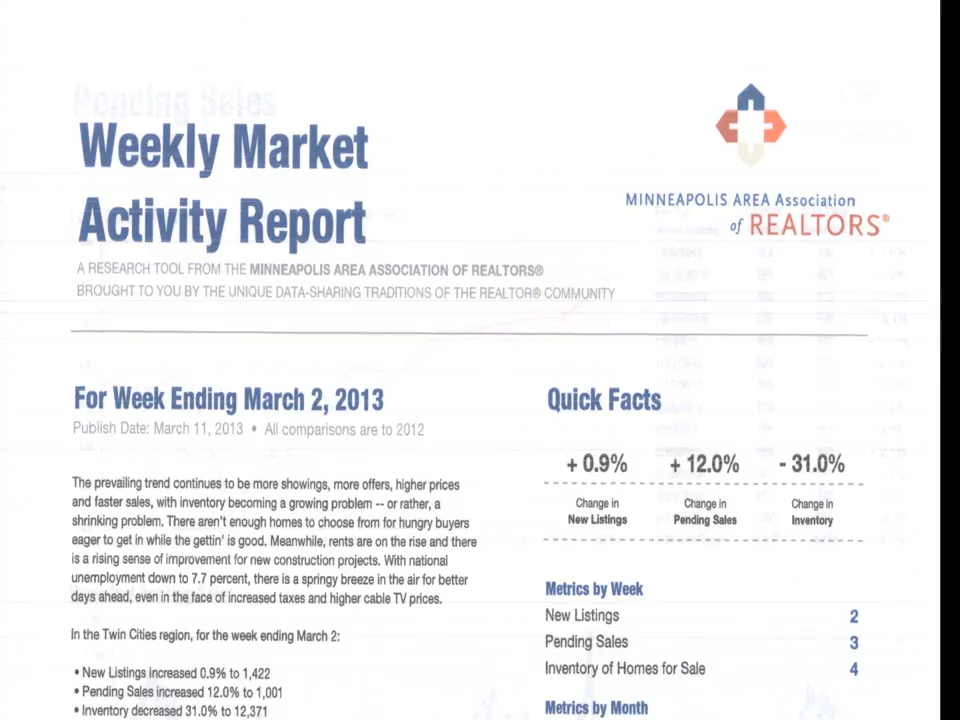 Pending Sales
Weekly Market
Activity Report
MINNEAPOLIS AREA Association
of REALTORS®
A RESEARCH TOOL FROM THE MINNEAPOLIS AREA ASSOCIATION OF REALTORS®
BROUGHT TO YOU BY THE UNIQUE DATA-SHARING TRADITIONS OF THE REALTOR® COMMUNITY
For Week Ending March 2, 2013
Publish Date: March 11, 2013 • All comparisons are to 2012
The prevailing trend continues to be more showings, more offers, higher prices
and faster sales, with inventory becoming a growing problem -- or rather, a
shrinking problem. There aren't enough homes to choose from for hungry buyers
eager to get in while the gettin' is good. Meanwhile, rents are on the rise and there
is a rising sense of improvement for new construction projects. With national
unemployment down to 7.7 percent, there is a springy breeze in the air for better
days ahead, even in the face of increased taxes and higher cable TV prices.
In the Twin Cities region, for the week ending March 2:
• New Listings increased 0.9% to 1,422
• Pending Sales increased 12.0% to 1,001
• Inventory decreased 31.0% to 12,371
Quick Facts
+ 0.9% + 12.0% - 31.0%
Change in Change in Change in
New Listings Pending Sales Inventory
Metrics by Week
New Listings 2
Pending Sales 3
Inventory of Homes for Sale 4
Metrics by Month